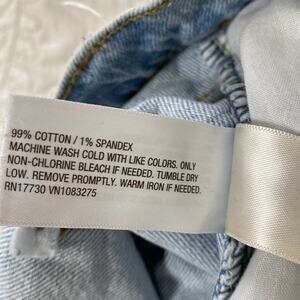 99% COTTON / 1% SPANDEX
MACHINE WASH COLD WITH LIKE COLORS. ONLY
NON-CHLORINE BLEACH IF NEEDED. TUMBLE DRY
LOW. REMOVE PROMPTLY. WARM IRON IF NEEDED.
RN17730 VN1083275